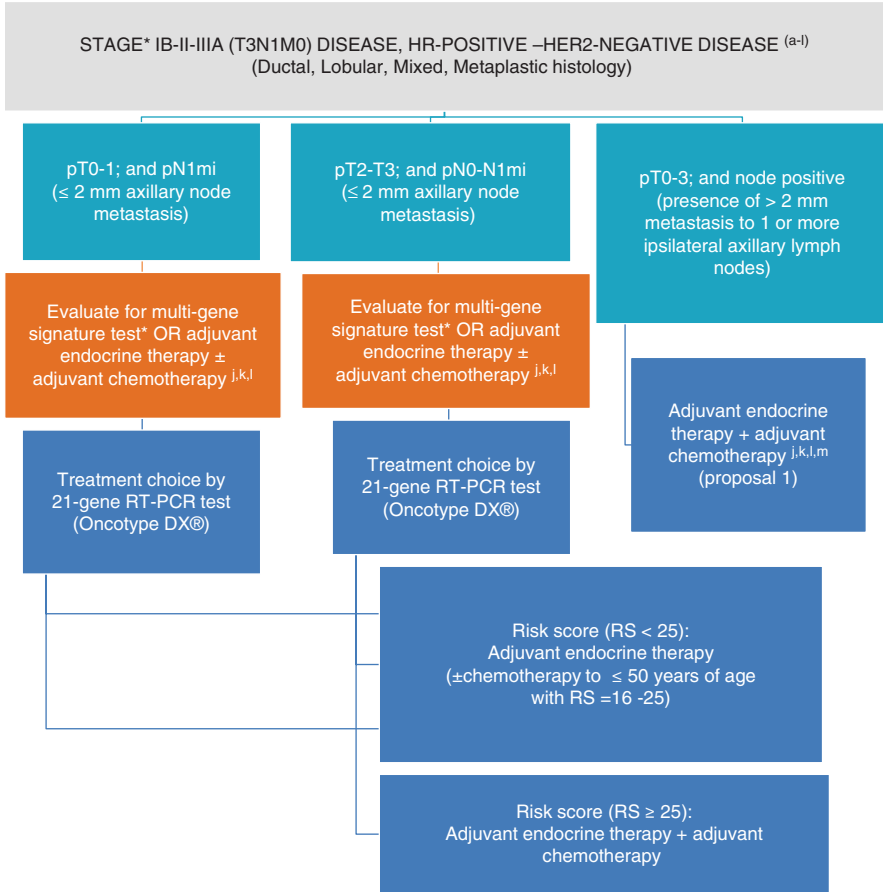 STAGE* IB-II-IIIA (T3N1M0) DISEASE, HR-POSITIVE –HER2-NEGATIVE DISEASE (a-l)
(Ductal, Lobular, Mixed, Metaplastic histology)
pT0-1; and pN1mi
(≤ 2 mm axillary node
metastasis)
pT2-T3; and pN0-N1mi
(≤ 2 mm axillary node
metastasis)
pT0-3; and node positive
(presence of > 2 mm
metastasis to 1 or more
ipsilateral axillary lymph
nodes)
Evaluate for multi-gene
signature test* OR adjuvant
endocrine therapy ±
adjuvant chemotherapy j,k,l
Evaluate for multi-gene
signature test* OR adjuvant
endocrine therapy ±
adjuvant chemotherapy j,k,l
Adjuvant endocrine
therapy + adjuvant
chemotherapy j,k,l,m
(proposal 1)
Treatment choice by
21-gene RT-PCR test
(Oncotype DX®)
Treatment choice by
21-gene RT-PCR test
(Oncotype DX®)
Risk score (RS < 25):
Adjuvant endocrine therapy
(±chemotherapy to ≤ 50 years of age
with RS =16 -25)
Risk score (RS ≥ 25):
Adjuvant endocrine therapy + adjuvant
chemotherapy